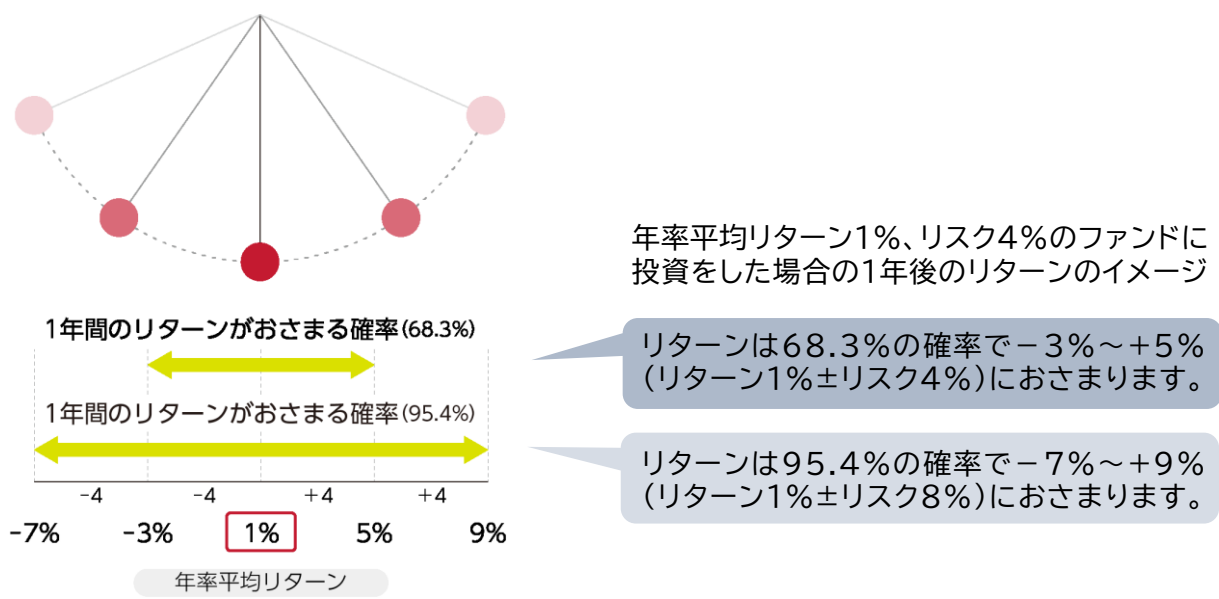 年率平均リターン1%、リスク4%のファンドに
投資をした場合の1年後のリターンのイメージ
1年間のリターンがおさまる確率(68.3%)
リターンは68.3%の確率で－3%～+5%
(リターン1%±リスク4%)におさまります。
1年間のリターンがおさまる確率(95.4%)
リターンは95.4%の確率で－7%～+9%
(リターン1%±リスク8%)におさまります。
-4 -4 +4 +4
-7% -3% 1% 5% 9%
年率平均リターン